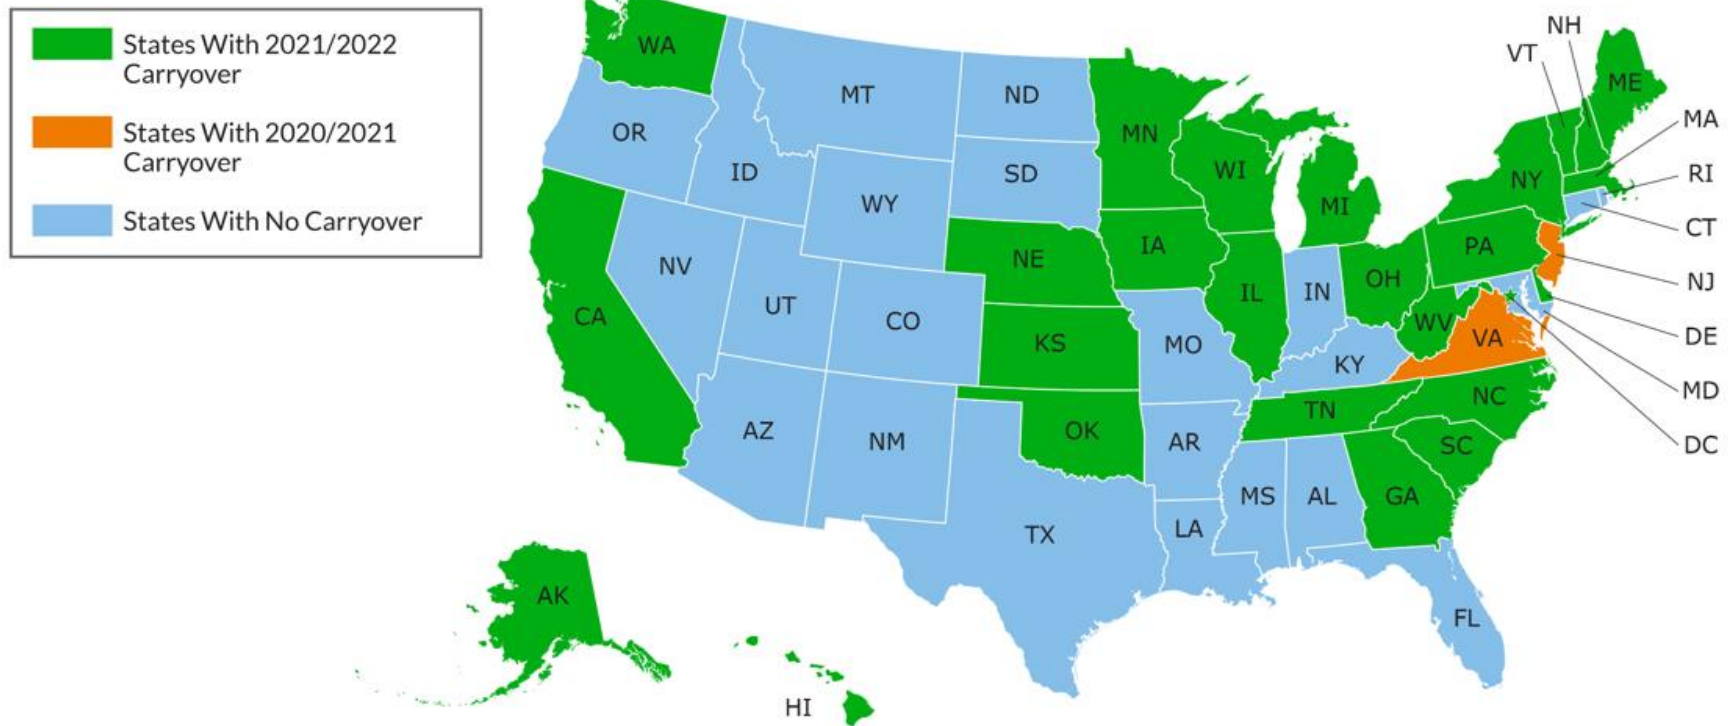 States With 2021/2022
Carryover
States With 2020/2021
Carryover
States With No Carryover
NH
WA
VT
ME
MT
ND
MA
OR
MN
ID
SD
WI
RI
NY
WY
MI
CT
IA
PA
NE
NV
OH
NJ
IL
IN
UT
CA
CO
WV
DE
VA
KS
MO
KY
MD
NC
TN
AZ
OK
NM
AR
SC
DC
MS
AL
GA
TX
LA
AK
FL
HI